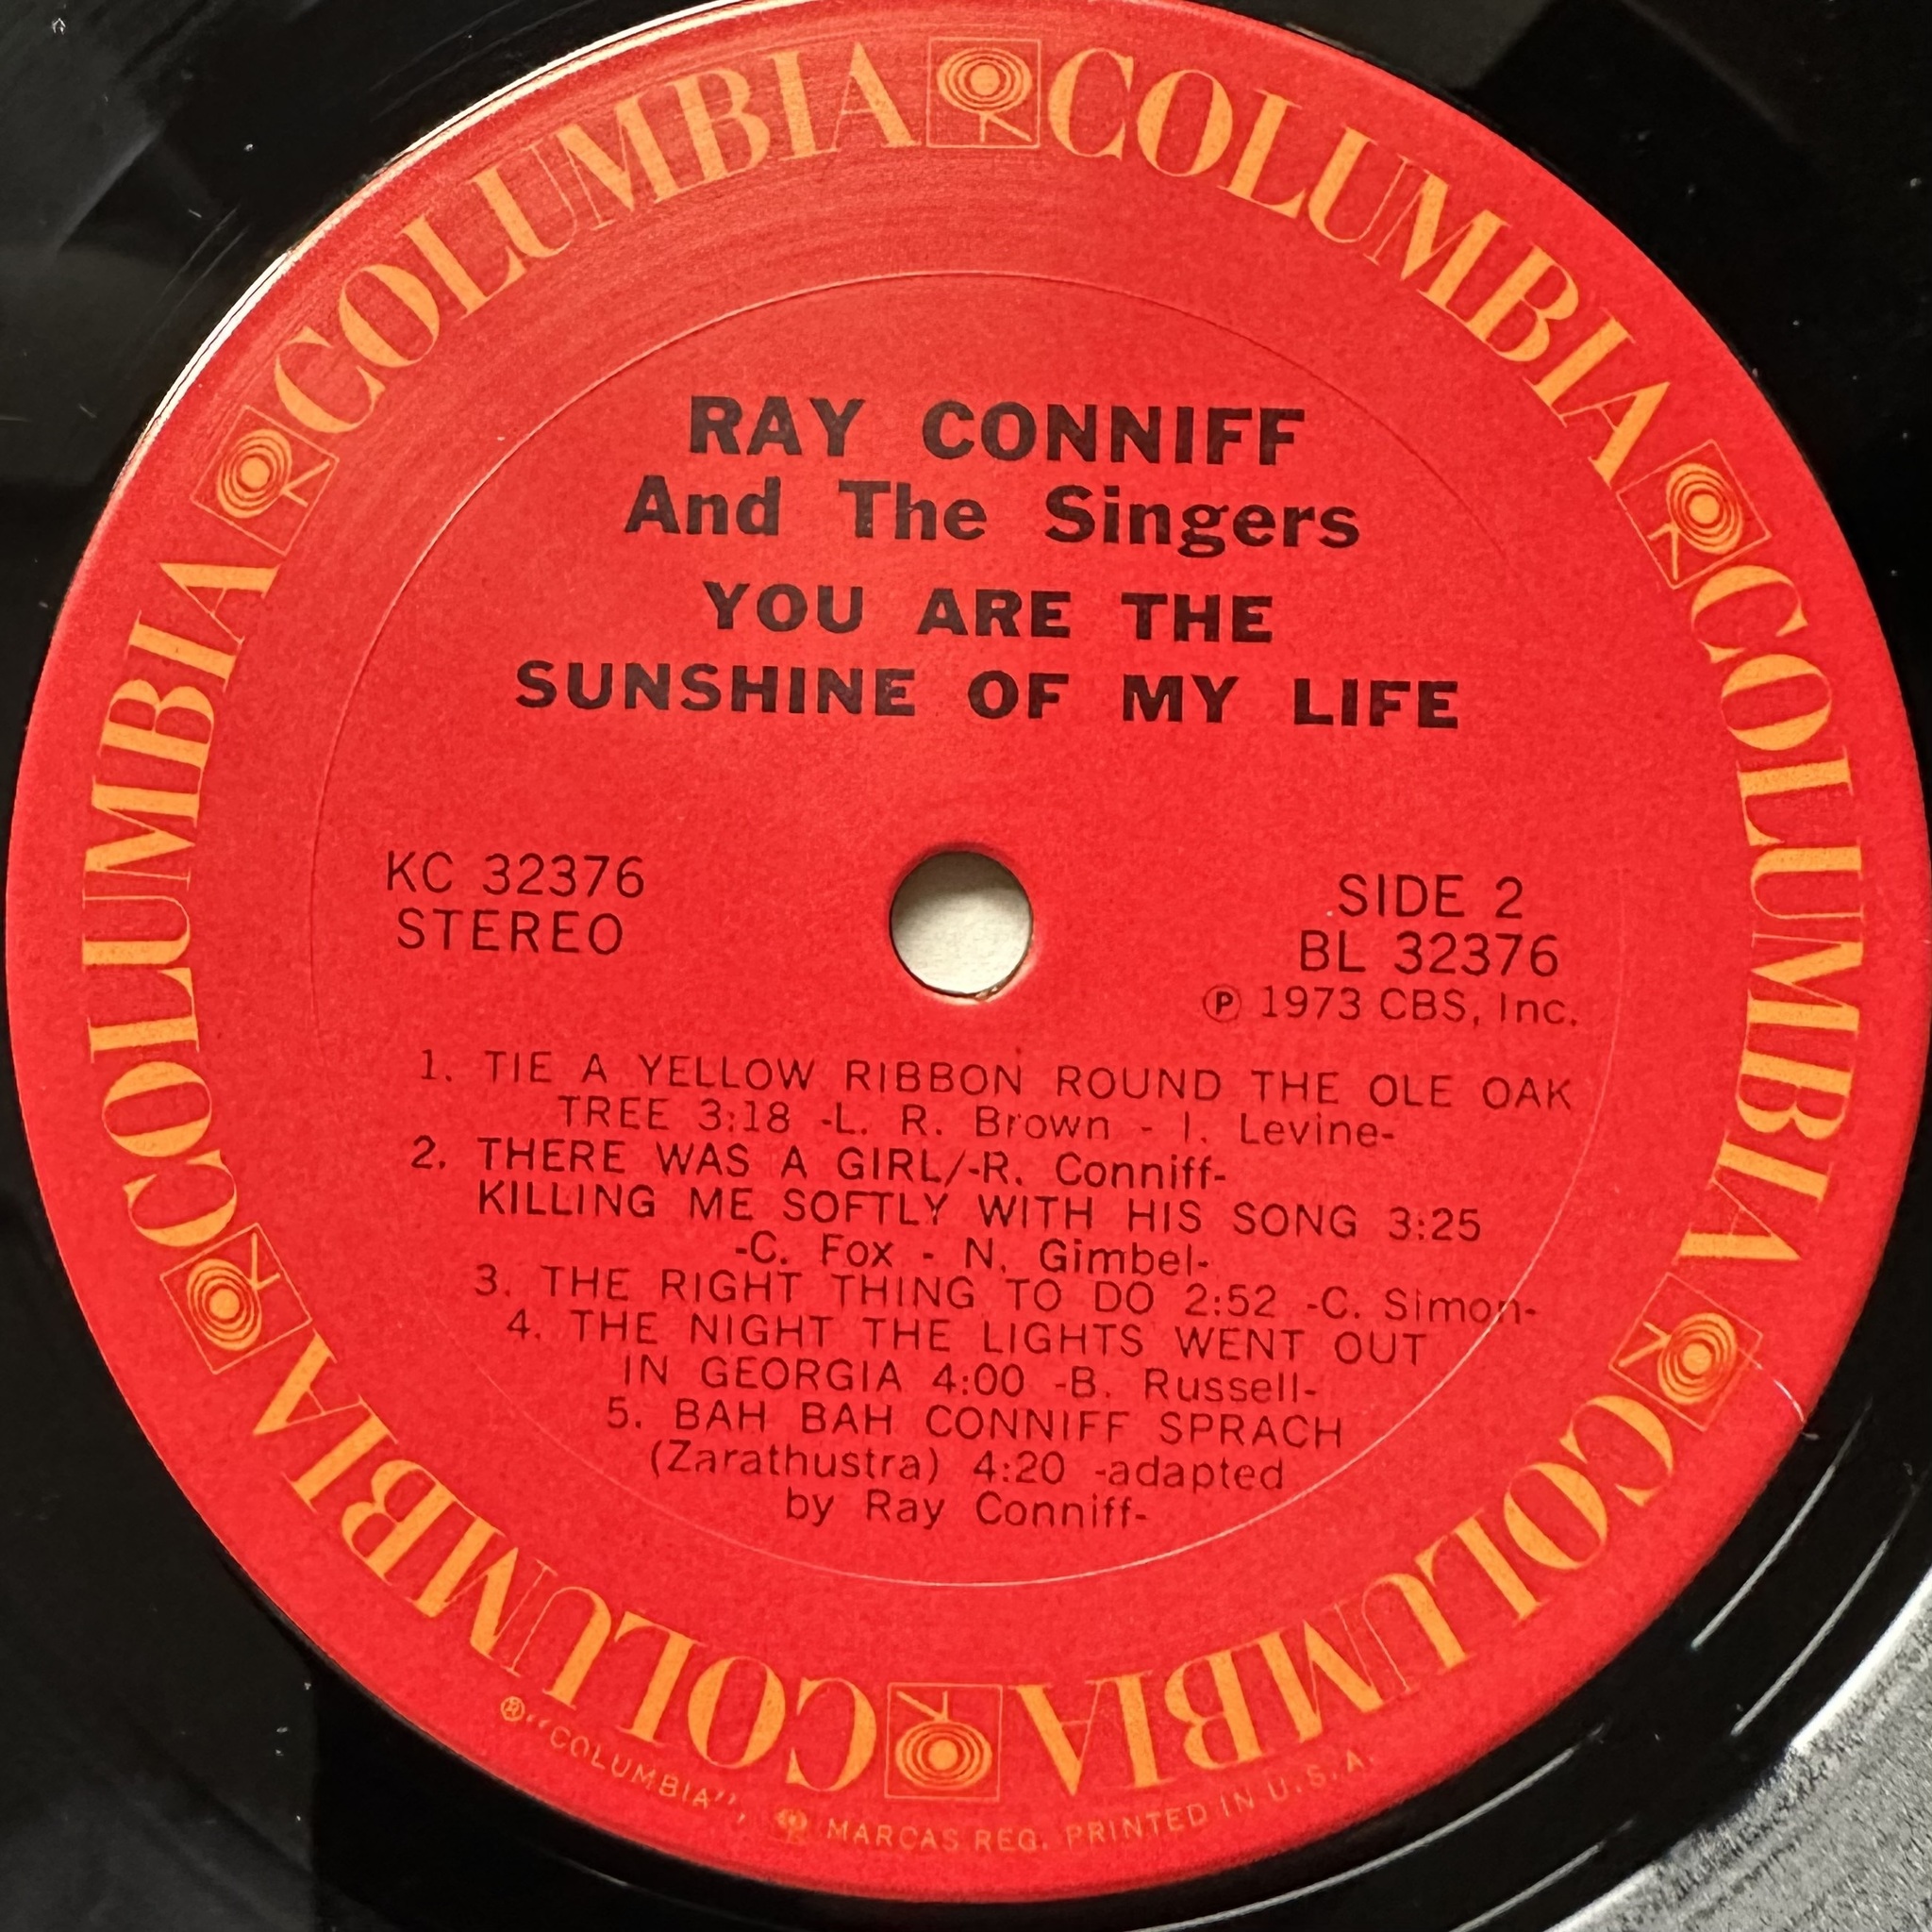 COLUMBIA COLUMBIA COLUMBIA COLUMBIA COLUMBIA COLUMBIA
RAY CONNIFF
And The Singers
YOU ARE THE
SUNSHINE OF MY LIFE
KC 32376
STEREO
SIDE 2
BL 32376
Ⓟ 1973 CBS, Inc.
1. TIE A YELLOW RIBBON ROUND THE OLE OAK
TREE 3:18 -L. R. Brown - I. Levine-
2. THERE WAS A GIRL/-R. Conniff-
KILLING ME SOFTLY WITH HIS SONG 3:25
-C. Fox - N. Gimbel-
3. THE RIGHT THING TO DO 2:52 -C. Simon-
4. THE NIGHT THE LIGHTS WENT OUT
IN GEORGIA 4:00 -B. Russell-
5. BAH BAH CONNIFF SPRACH
(Zarathustra) 4:20 -adapted
by Ray Conniff-
® "COLUMBIA", MARCAS REG. PRINTED IN U.S.A.